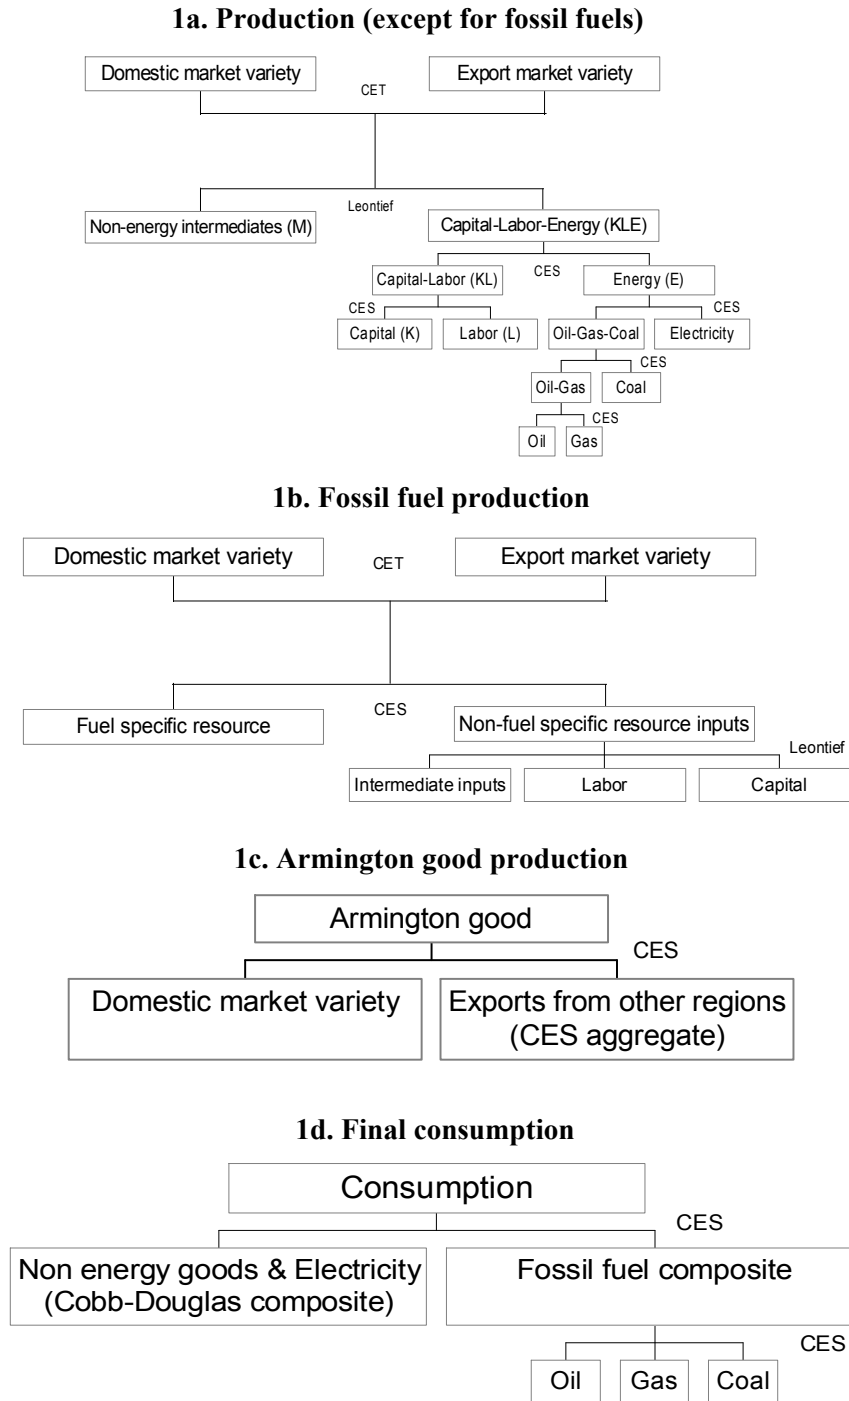 1a. Production (except for fossil fuels)
Domestic market variety
Export market variety
CET
Leontief
Non-energy intermediates (M)
Capital-Labor-Energy (KLE)
CES
Capital-Labor (KL)
Energy (E)
CES
CES
Capital (K)
Labor (L)
Oil-Gas-Coal
Electricity
CES
Oil-Gas
Coal
CES
Oil
Gas
1b. Fossil fuel production
Domestic market variety
CET
Export market variety
Fuel specific resource
CES
Non-fuel specific resource inputs
Leontief
Intermediate inputs
Labor
Capital
1c. Armington good production
Armington good
CES
Domestic market variety
Exports from other regions
(CES aggregate)
1d. Final consumption
Consumption
CES
Non energy goods & Electricity
(Cobb-Douglas composite)
Fossil fuel composite
CES
Oil
Gas
Coal